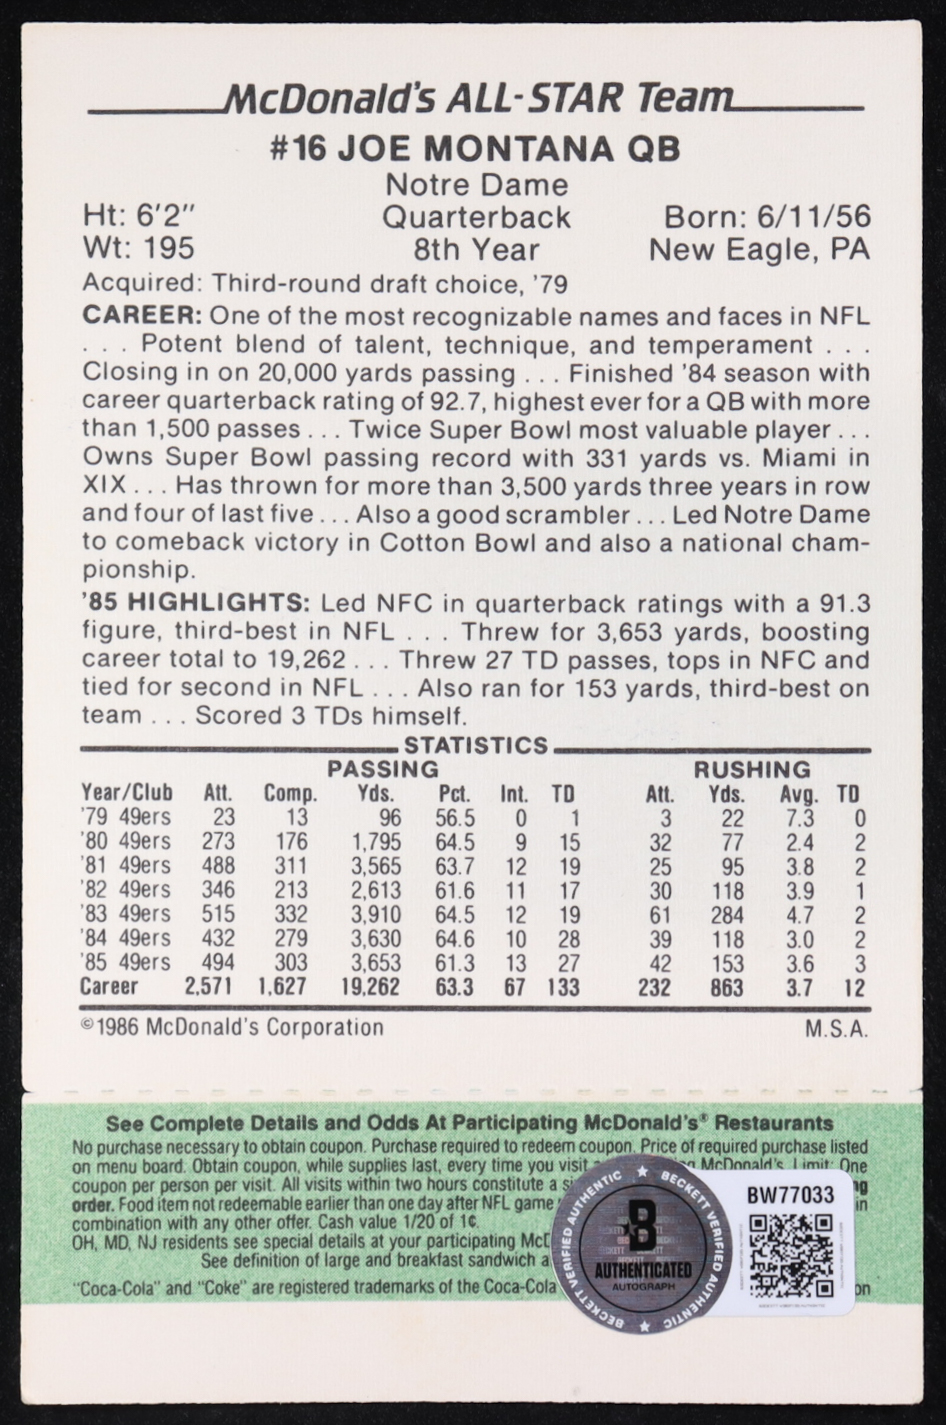 McDonald's ALL-STAR Team
#16 JOE MONTANA QB
Notre Dame
Ht: 6'2" Quarterback Born: 6/11/56
Wt: 195 8th Year New Eagle, PA
Acquired: Third-round draft choice, '79
CAREER: One of the most recognizable names and faces in NFL
. . . Potent blend of talent, technique, and temperament . . .
Closing in on 20,000 yards passing . . . Finished '84 season with
career quarterback rating of 92.7, highest ever for a QB with more
than 1,500 passes . . . Twice Super Bowl most valuable player . . .
Owns Super Bowl passing record with 331 yards vs. Miami in
XIX . . . Has thrown for more than 3,500 yards three years in row
and four of last five . . . Also a good scrambler . . . Led Notre Dame
to comeback victory in Cotton Bowl and also a national cham-
pionship.
'85 HIGHLIGHTS: Led NFC in quarterback ratings with a 91.3
figure, third-best in NFL . . . Threw for 3,653 yards, boosting
career total to 19,262 . . . Threw 27 TD passes, tops in NFC and
tied for second in NFL . . . Also ran for 153 yards, third-best on
team . . . Scored 3 TDs himself.
STATISTICS
PASSING RUSHING
Year/Club Att. Comp. Yds. Pct. Int. TD Att. Yds. Avg. TD
'79 49ers 23 13 96 56.5 0 1 3 22 7.3 0
'80 49ers 273 176 1,795 64.5 9 15 32 77 2.4 2
'81 49ers 488 311 3,565 63.7 12 19 25 95 3.8 2
'82 49ers 346 213 2,613 61.6 11 17 30 118 3.9 1
'83 49ers 515 332 3,910 64.5 12 19 61 284 4.7 2
'84 49ers 432 279 3,630 64.6 10 28 39 118 3.0 2
'85 49ers 494 303 3,653 61.3 13 27 42 153 3.6 3
Career 2,571 1,627 19,262 63.3 67 133 232 863 3.7 12
©1986 McDonald's Corporation M.S.A.
See Complete Details and Odds At Participating McDonald's® Restaurants
No purchase necessary to obtain coupon. Purchase required to redeem coupon. Price of required purchase listed
on menu board. Obtain coupon, while supplies last, every time you visit McDonald's. Limit: One
coupon per person per visit. All visits within two hours constitute a
order. Food item not redeemable earlier than one day after NFL game in
combination with any other offer. Cash value 1/20 of 1¢.
OH, MD, NJ residents see special details at your participating
See definition of large and breakfast sandwich
"Coca-Cola" and "Coke" are registered trademarks of the Coca-Cola
BECKETT VERIFIED AUTHENTIC
BECKETT VERIFIED AUTHENTIC
B
AUTHENTICATED
AUTOGRAPH
BW77033